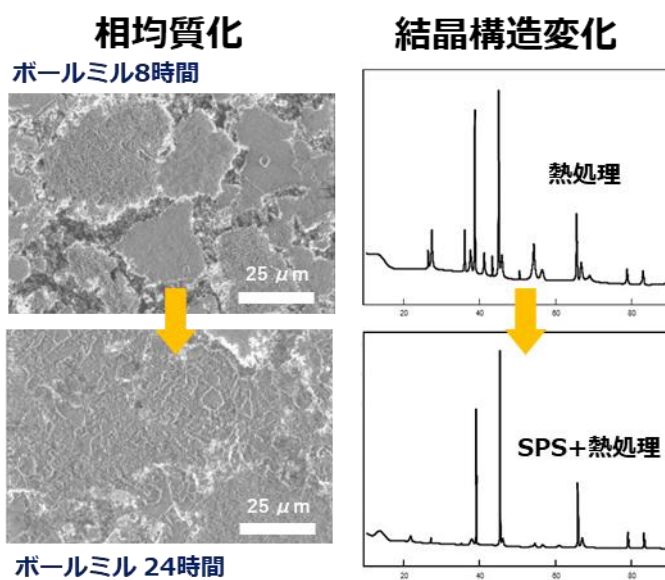 相均質化
結晶構造変化
ボールミル8時間
25 μm
熱処理
20
40
60
80
25 μm
SPS+熱処理
20
40
60
80
ボールミル 24時間